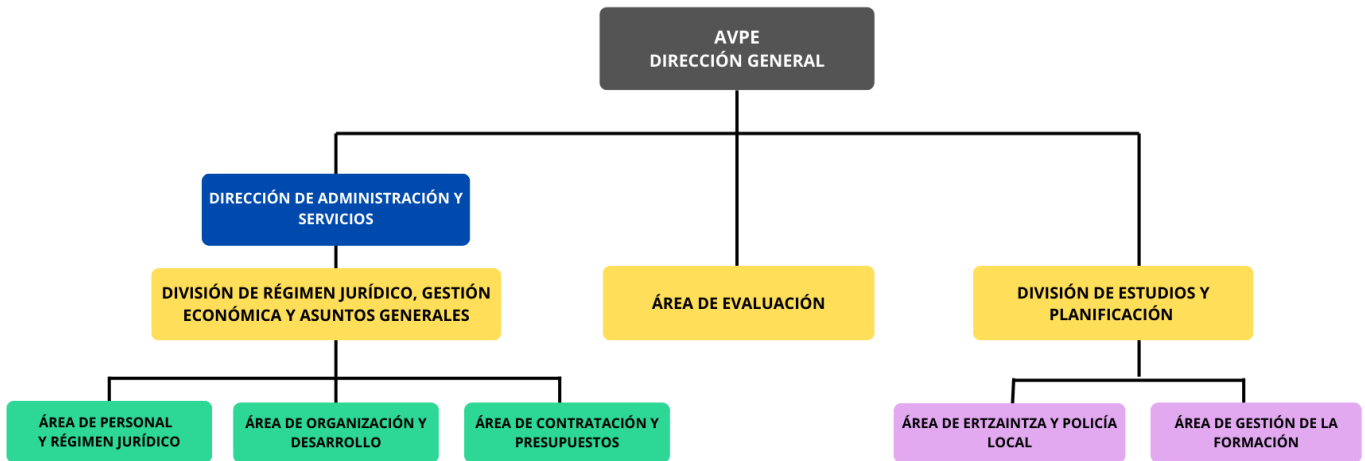 AVPE
DIRECCIÓN GENERAL
DIRECCIÓN DE ADMINISTRACIÓN Y
SERVICIOS
DIVISIÓN DE RÉGIMEN JURÍDICO, GESTIÓN
ECONÓMICA Y ASUNTOS GENERALES
ÁREA DE EVALUACIÓN
DIVISIÓN DE ESTUDIOS Y
PLANIFICACIÓN
ÁREA DE PERSONAL
Y RÉGIMEN JURÍDICO
ÁREA DE ORGANIZACIÓN Y
DESARROLLO
ÁREA DE CONTRATACIÓN Y
PRESUPUESTOS
ÁREA DE ERTZAINTZA Y POLICÍA
LOCAL
ÁREA DE GESTIÓN DE LA
FORMACIÓN